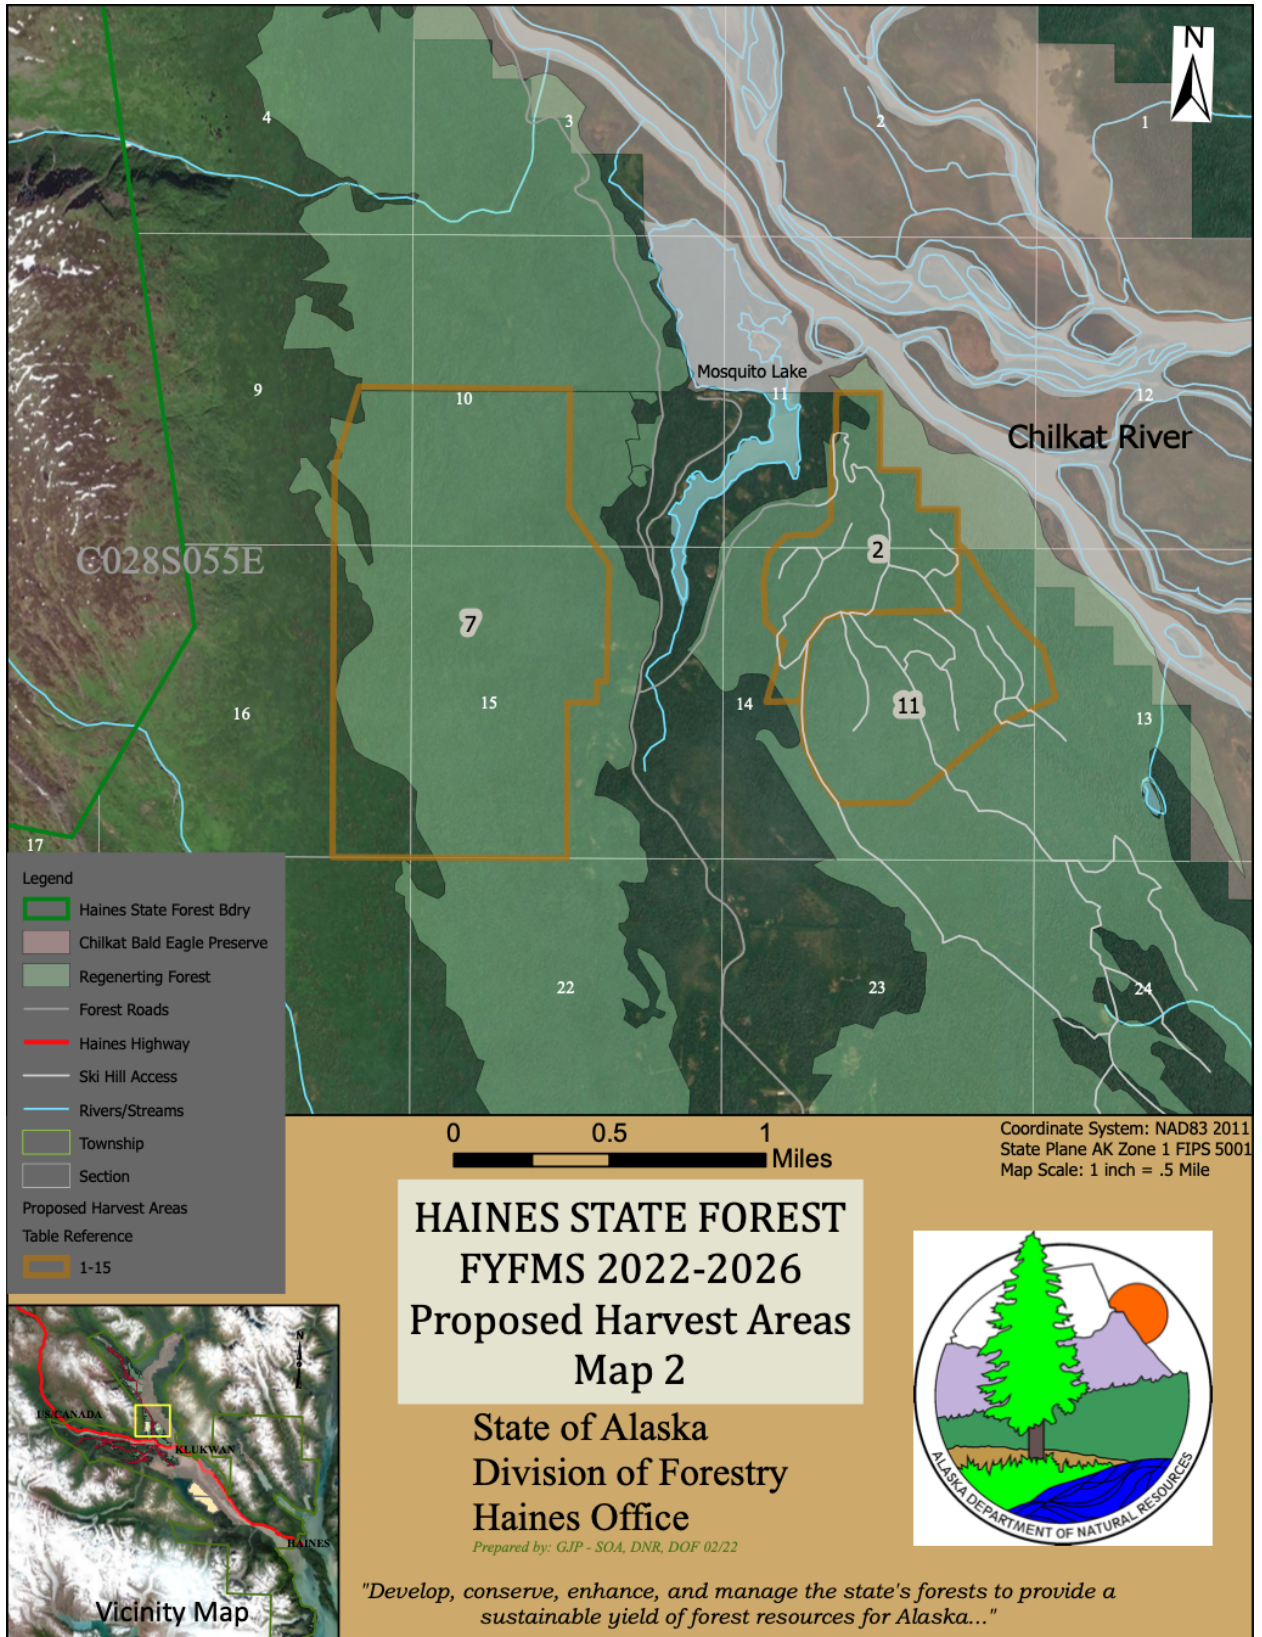 N
4
3
2
1
Mosquito Lake
9
10
11
12
Chilkat River
C028S055E
2
7
16
15
14
11
13
17
22
23
24
Legend
Haines State Forest Bdry
Chilkat Bald Eagle Preserve
Regenerting Forest
Forest Roads
Haines Highway
Ski Hill Access
Rivers/Streams
Township
Section
Proposed Harvest Areas
Table Reference
1-15
0 0.5 1
Miles
Coordinate System: NAD83 2011
State Plane AK Zone 1 FIPS 5001
Map Scale: 1 inch = .5 Mile
HAINES STATE FOREST
FYFMS 2022-2026
Proposed Harvest Areas
Map 2
State of Alaska
Division of Forestry
Haines Office
Prepared by: GJP - SOA, DNR, DOF 02/22
ALASKA DEPARTMENT OF NATURAL RESOURCES
N
US/CANADA
KLUKWAN
HAINES
Vicinity Map
"Develop, conserve, enhance, and manage the state's forests to provide a
sustainable yield of forest resources for Alaska..."